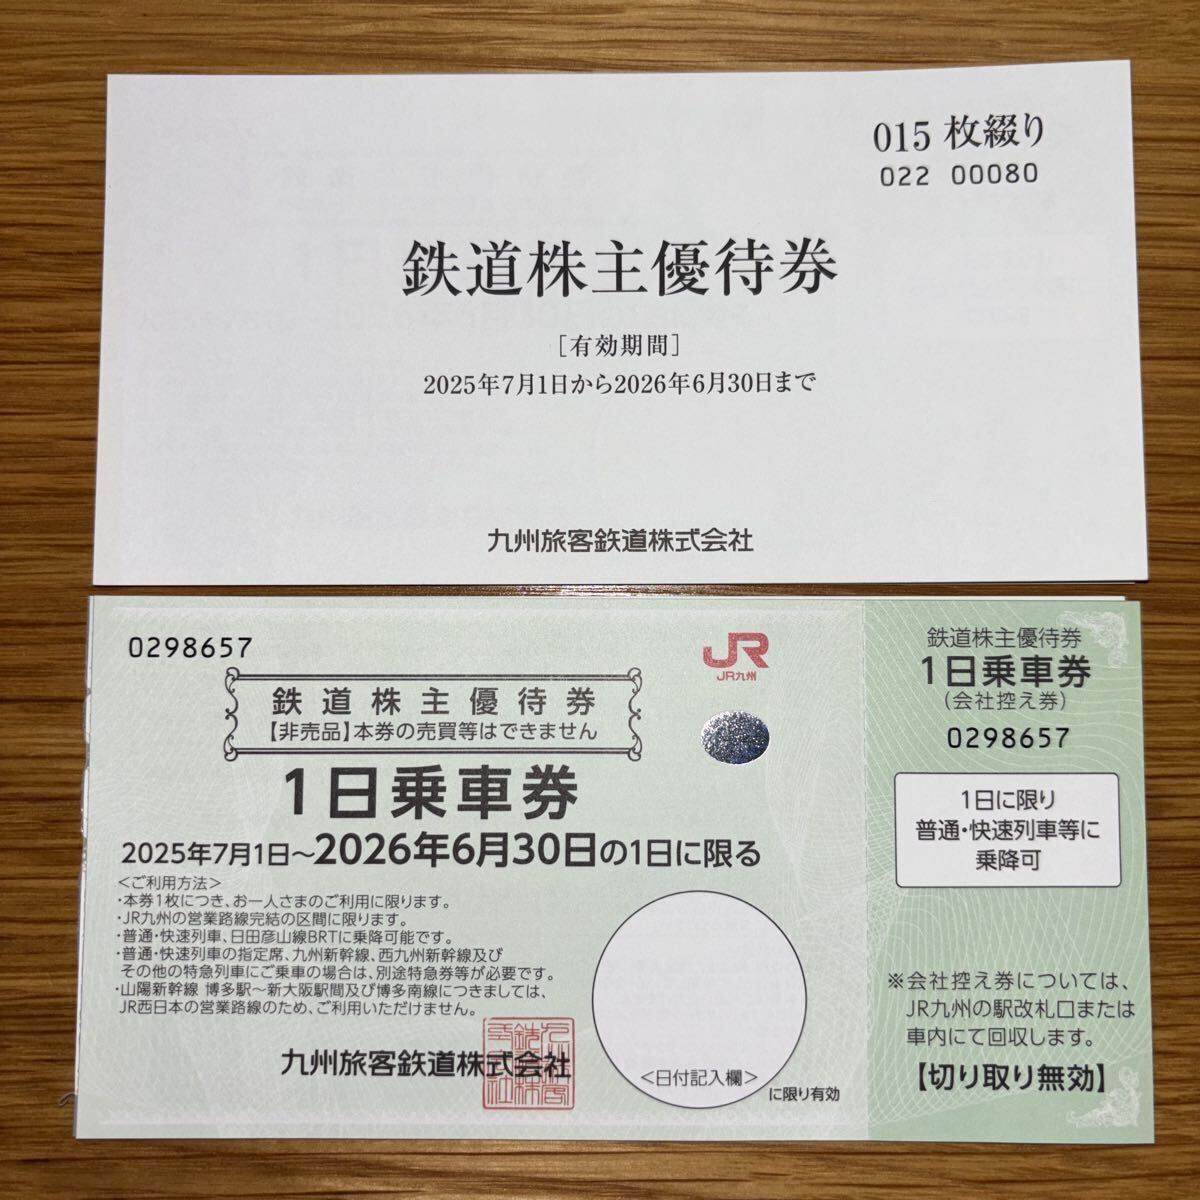 015 枚綴り
022 00080
鉄道株主優待券
[有効期間]
2025年7月1日から2026年6月30日まで
九州旅客鉄道株式会社
0298657
JR
JR九州
鉄道株主優待券
【非売品】本券の売買等はできません
1日乗車券
2025年7月1日～2026年6月30日の1日に限る
＜ご利用方法＞
・本券1枚につき、お一人さまのご利用に限ります。
・JR九州の営業路線完結の区間に限ります。
・普通・快速列車、日田彦山線BRTに乗降可能です。
・普通・快速列車の指定席、九州新幹線、西九州新幹線及び
その他の特急列車にご乗車の場合は、別途特急券等が必要です。
・山陽新幹線 博多駅～新大阪駅間及び博多南線につきましては、
JR西日本の営業路線のため、ご利用いただけません。
九州旅客鉄道株式会社
＜日付記入欄＞
に限り有効
鉄道株主優待券
1日乗車券
（会社控え券）
0298657
1日に限り
普通・快速列車等に
乗降可
※会社控え券については、
JR九州の駅改札口または
車内にて回収します。
【切り取り無効】